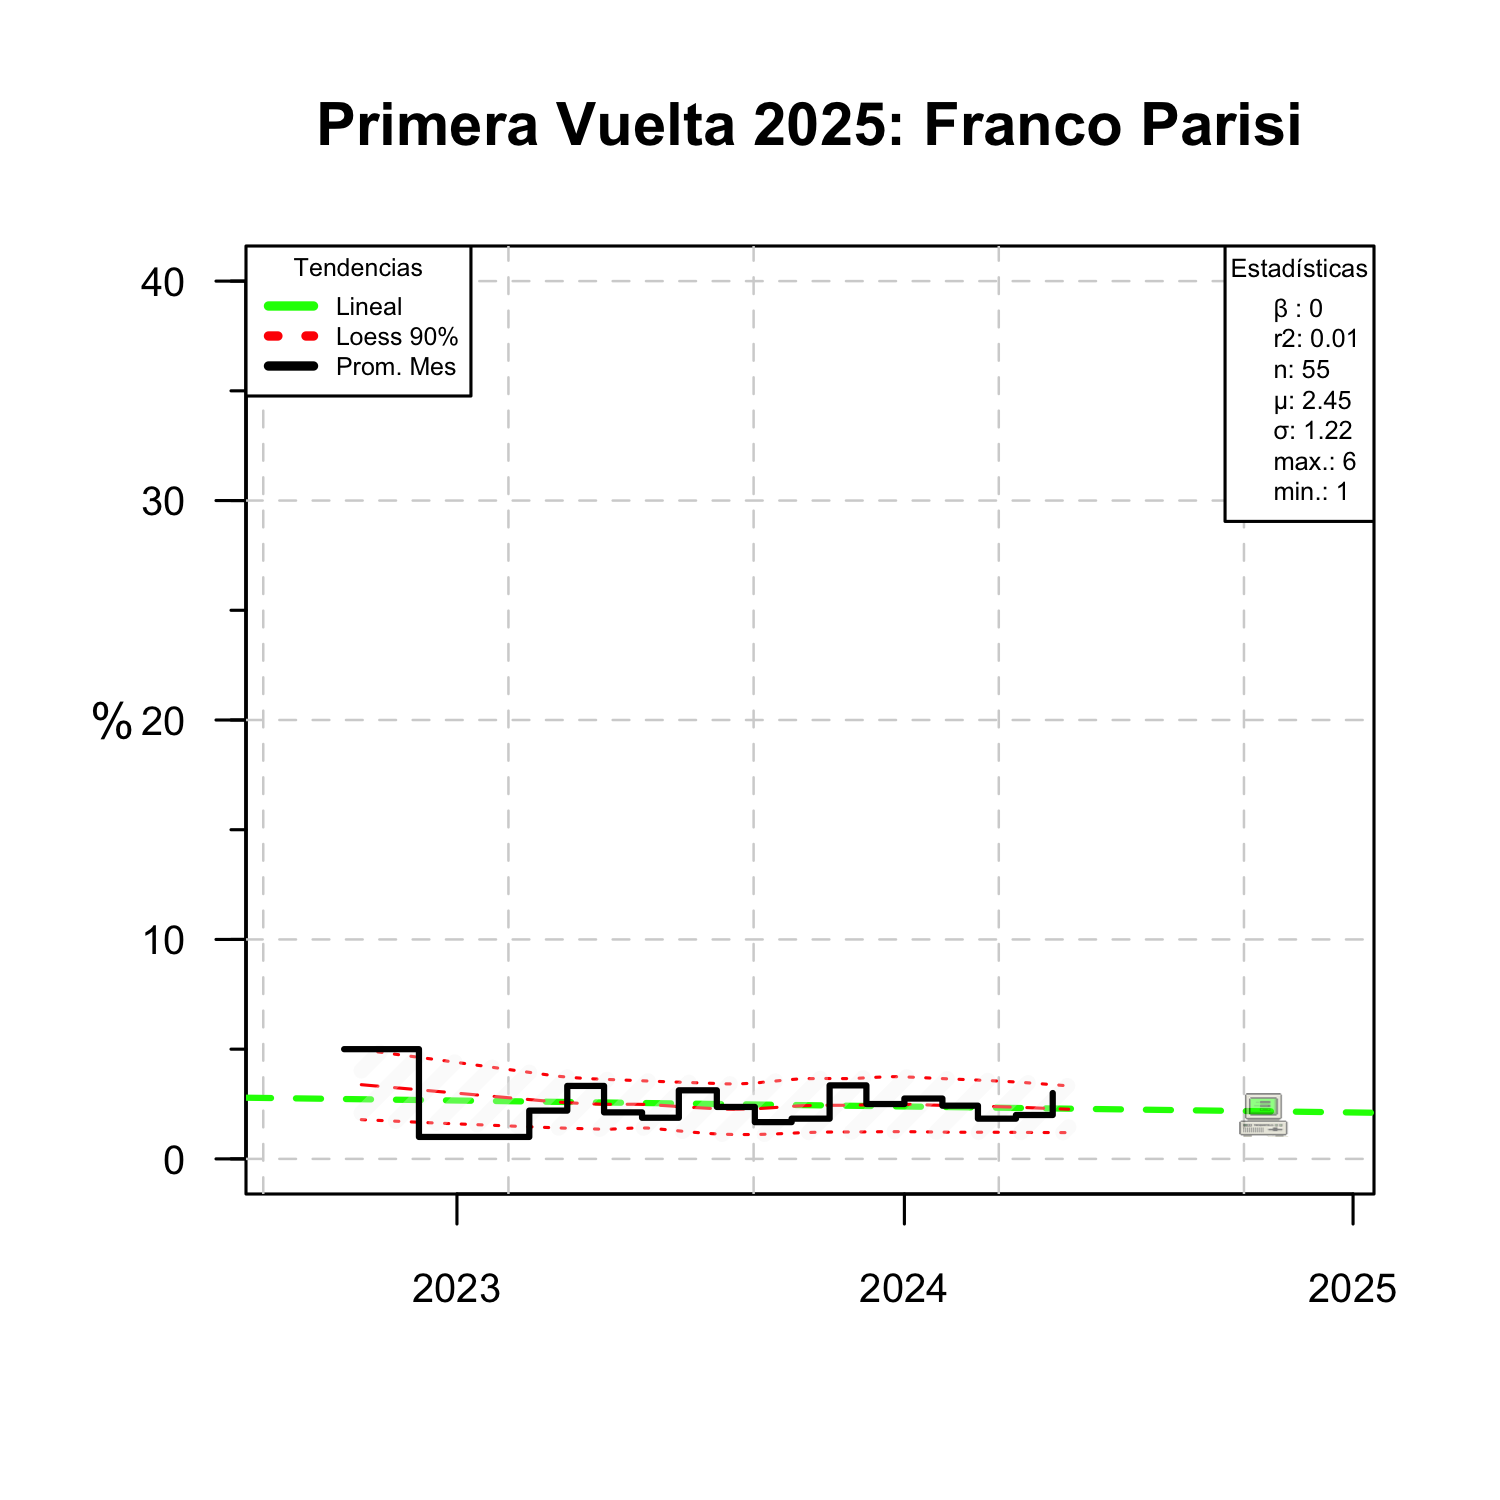 Primera Vuelta 2025: Franco Parisi
Tendencias
Lineal
Loess 90%
Prom. Mes
Estadísticas
β : 0
r2: 0.01
n: 55
μ: 2.45
σ: 1.22
max.: 6
min.: 1
40
30
% 20
10
0
2023 2024 2025